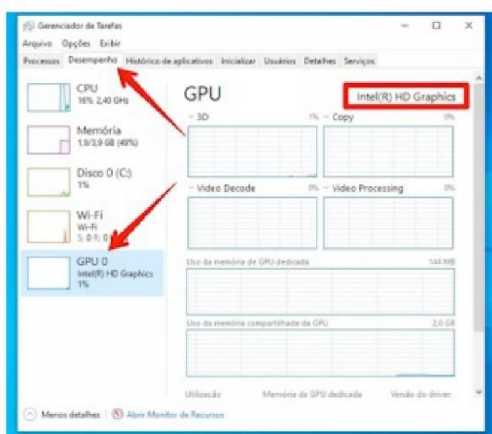 Gerenciador de Tarefas
Arquivo Opções Exibir
Processos Desempenho Histórico de aplicativos Inicializar Usuários Detalhes Serviços
CPU
16% 2,40 GHz
Memória
1,9/3,9 GB (49%)
Disco 0 (C:)
1%
Wi-Fi
Wi-Fi
S: 0 R: 0
GPU 0
Intel(R) HD Graphics
1%
GPU
Intel(R) HD Graphics
3D 1% Copy 0%
Video Decode 0% Video Processing 0%
Uso da memória de GPU dedicada 144 MB
Uso da memória compartilhada da GPU 2,0 GB
Utilização Memória da GPU dedicada Versão do driver:
Menos detalhes Abrir Monitor de Recursos